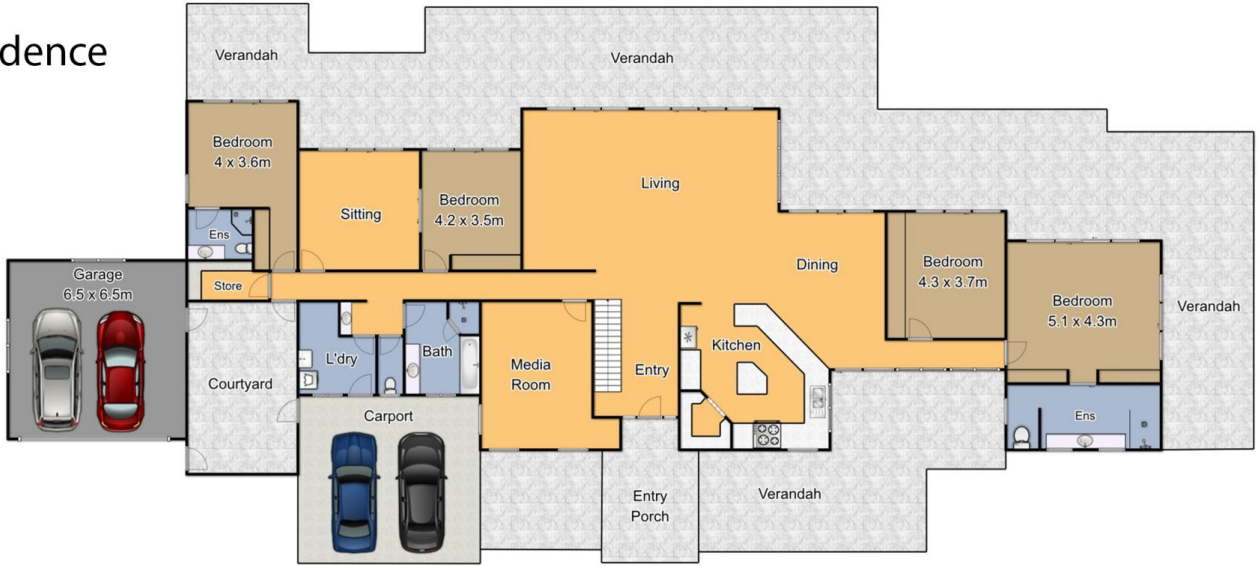 dence
Verandah
Verandah
Bedroom
4 x 3.6m
Living
Bedroom
4.2 x 3.5m
Sitting
Ens
Dining
Bedroom
4.3 x 3.7m
Garage
6.5 x 6.5m
Store
Bedroom
5.1 x 4.3m
Verandah
Kitchen
L'dry
Bath
Media
Room
Entry
Courtyard
Carport
Ens
Entry
Porch
Verandah